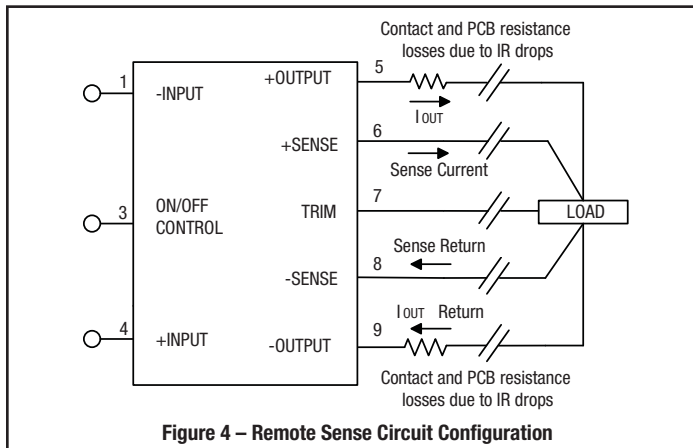 Contact and PCB resistance
losses due to IR drops
1
-INPUT
+OUTPUT
5
IOUT
+SENSE
6
Sense Current
3
ON/OFF
CONTROL
TRIM
7
LOAD
Sense Return
-SENSE
8
4
+INPUT
IOUT Return
-OUTPUT
9
Contact and PCB resistance
losses due to IR drops
Figure 4 – Remote Sense Circuit Configuration